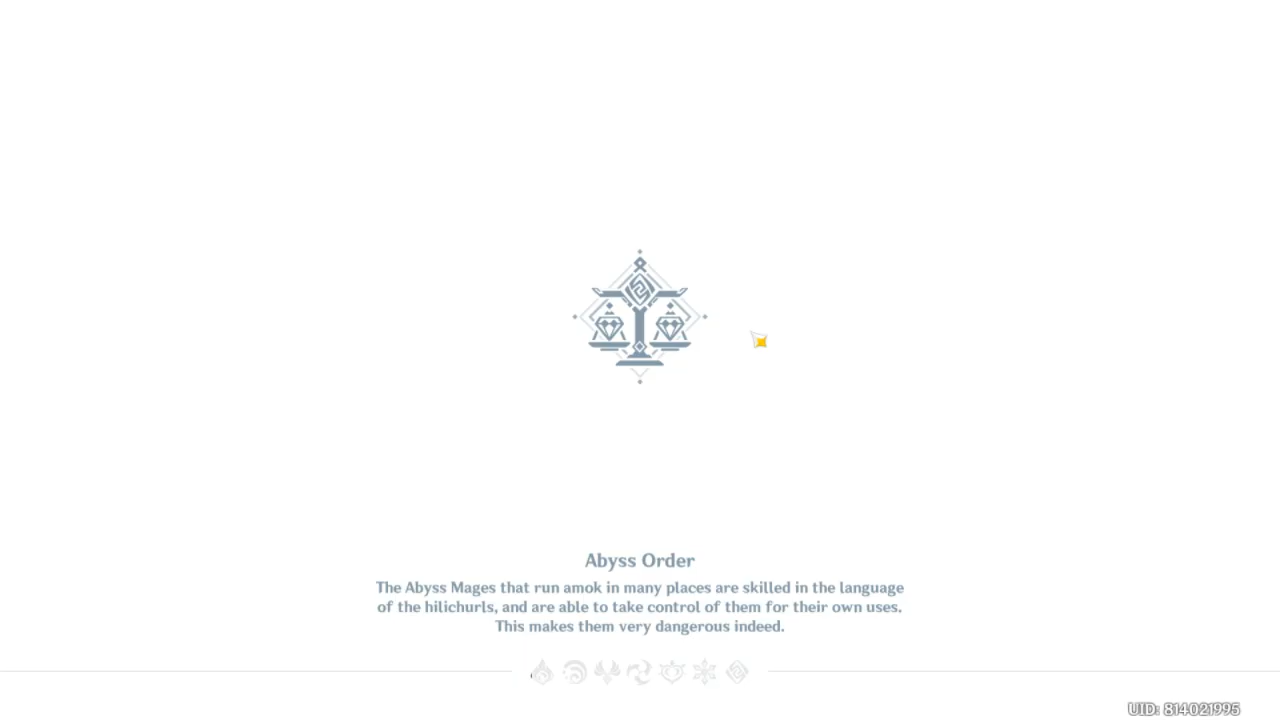 Abyss Order
The Abyss Mages that run amok in many places are skilled in the language
of the hilichurls, and are able to take control of them for their own uses.
This makes them very dangerous indeed.
UID: 814021995